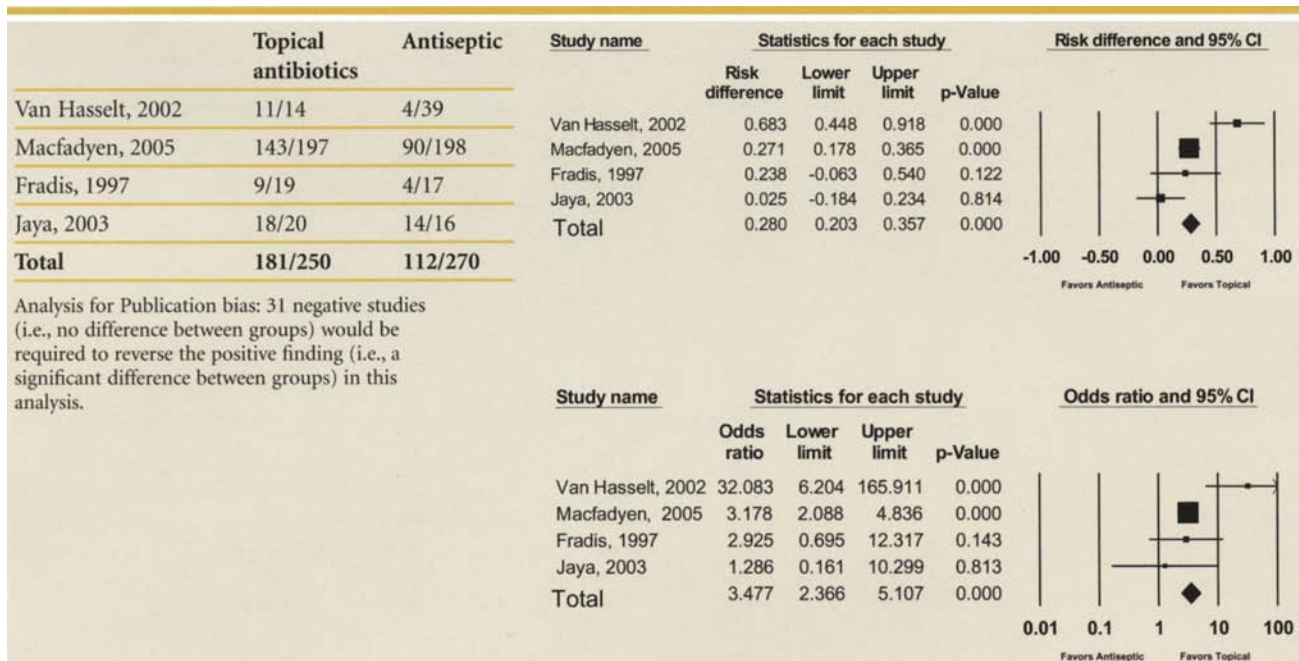 Topical antibiotics Antiseptic
Van Hasselt, 2002 11/14 4/39
Macfadyen, 2005 143/197 90/198
Fradis, 1997 9/19 4/17
Jaya, 2003 18/20 14/16
Total 181/250 112/270
Analysis for Publication bias: 31 negative studies
(i.e., no difference between groups) would be
required to reverse the positive finding (i.e., a
significant difference between groups) in this
analysis.
Study name Statistics for each study Risk difference and 95% CI
Risk difference Lower limit Upper limit p-Value
Van Hasselt, 2002 0.683 0.448 0.918 0.000
Macfadyen, 2005 0.271 0.178 0.365 0.000
Fradis, 1997 0.238 -0.063 0.540 0.122
Jaya, 2003 0.025 -0.184 0.234 0.814
Total 0.280 0.203 0.357 0.000
-1.00 -0.50 0.00 0.50 1.00
Favors Antiseptic Favors Topical
Study name Statistics for each study Odds ratio and 95% CI
Odds ratio Lower limit Upper limit p-Value
Van Hasselt, 2002 32.083 6.204 165.911 0.000
Macfadyen, 2005 3.178 2.088 4.836 0.000
Fradis, 1997 2.925 0.695 12.317 0.143
Jaya, 2003 1.286 0.161 10.299 0.813
Total 3.477 2.366 5.107 0.000
0.01 0.1 1 10 100
Favors Antiseptic Favors Topical